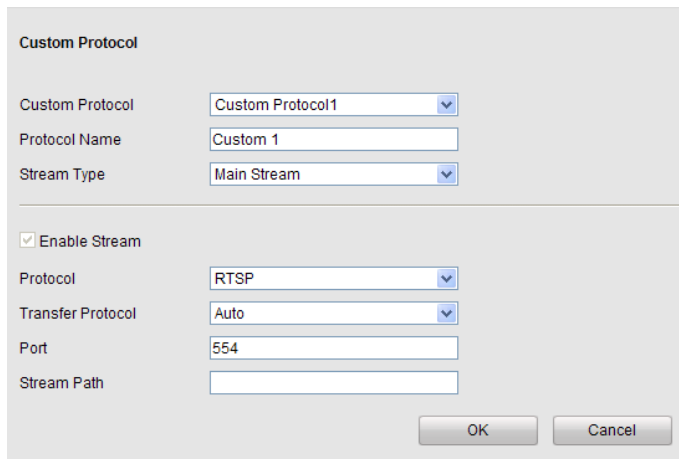 Custom Protocol
Custom Protocol Custom Protocol1
Protocol Name Custom 1
Stream Type Main Stream
Enable Stream
Protocol RTSP
Transfer Protocol Auto
Port 554
Stream Path
OK Cancel